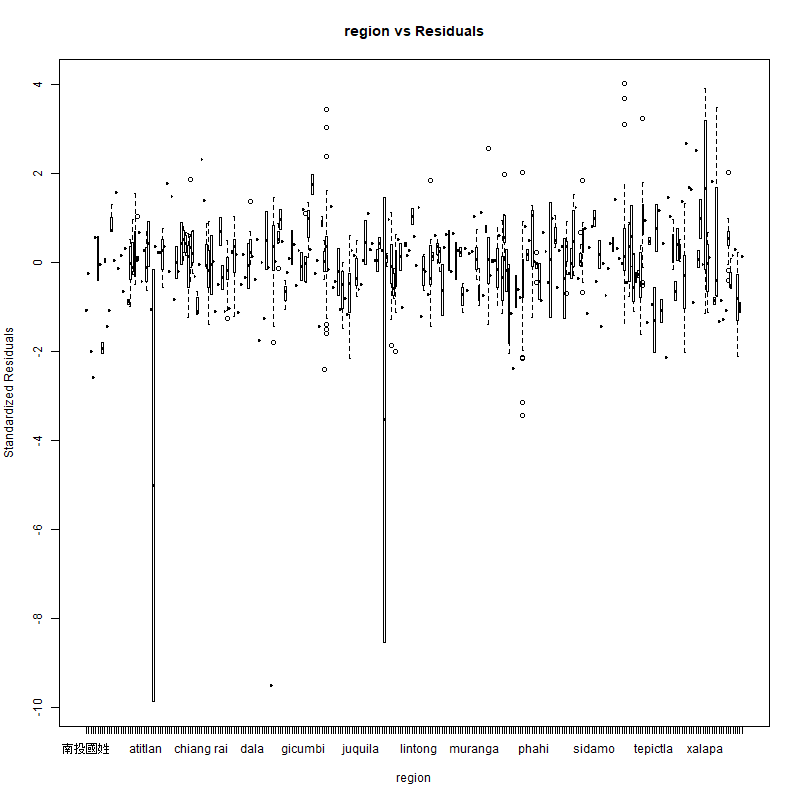 region vs Residuals
Standardized Residuals
4
2
0
-2
-4
-6
-8
-10
南投國姓 atitlan chiang rai dala gicumbi juquila lintong muranga phahi sidamo tepictla xalapa
region